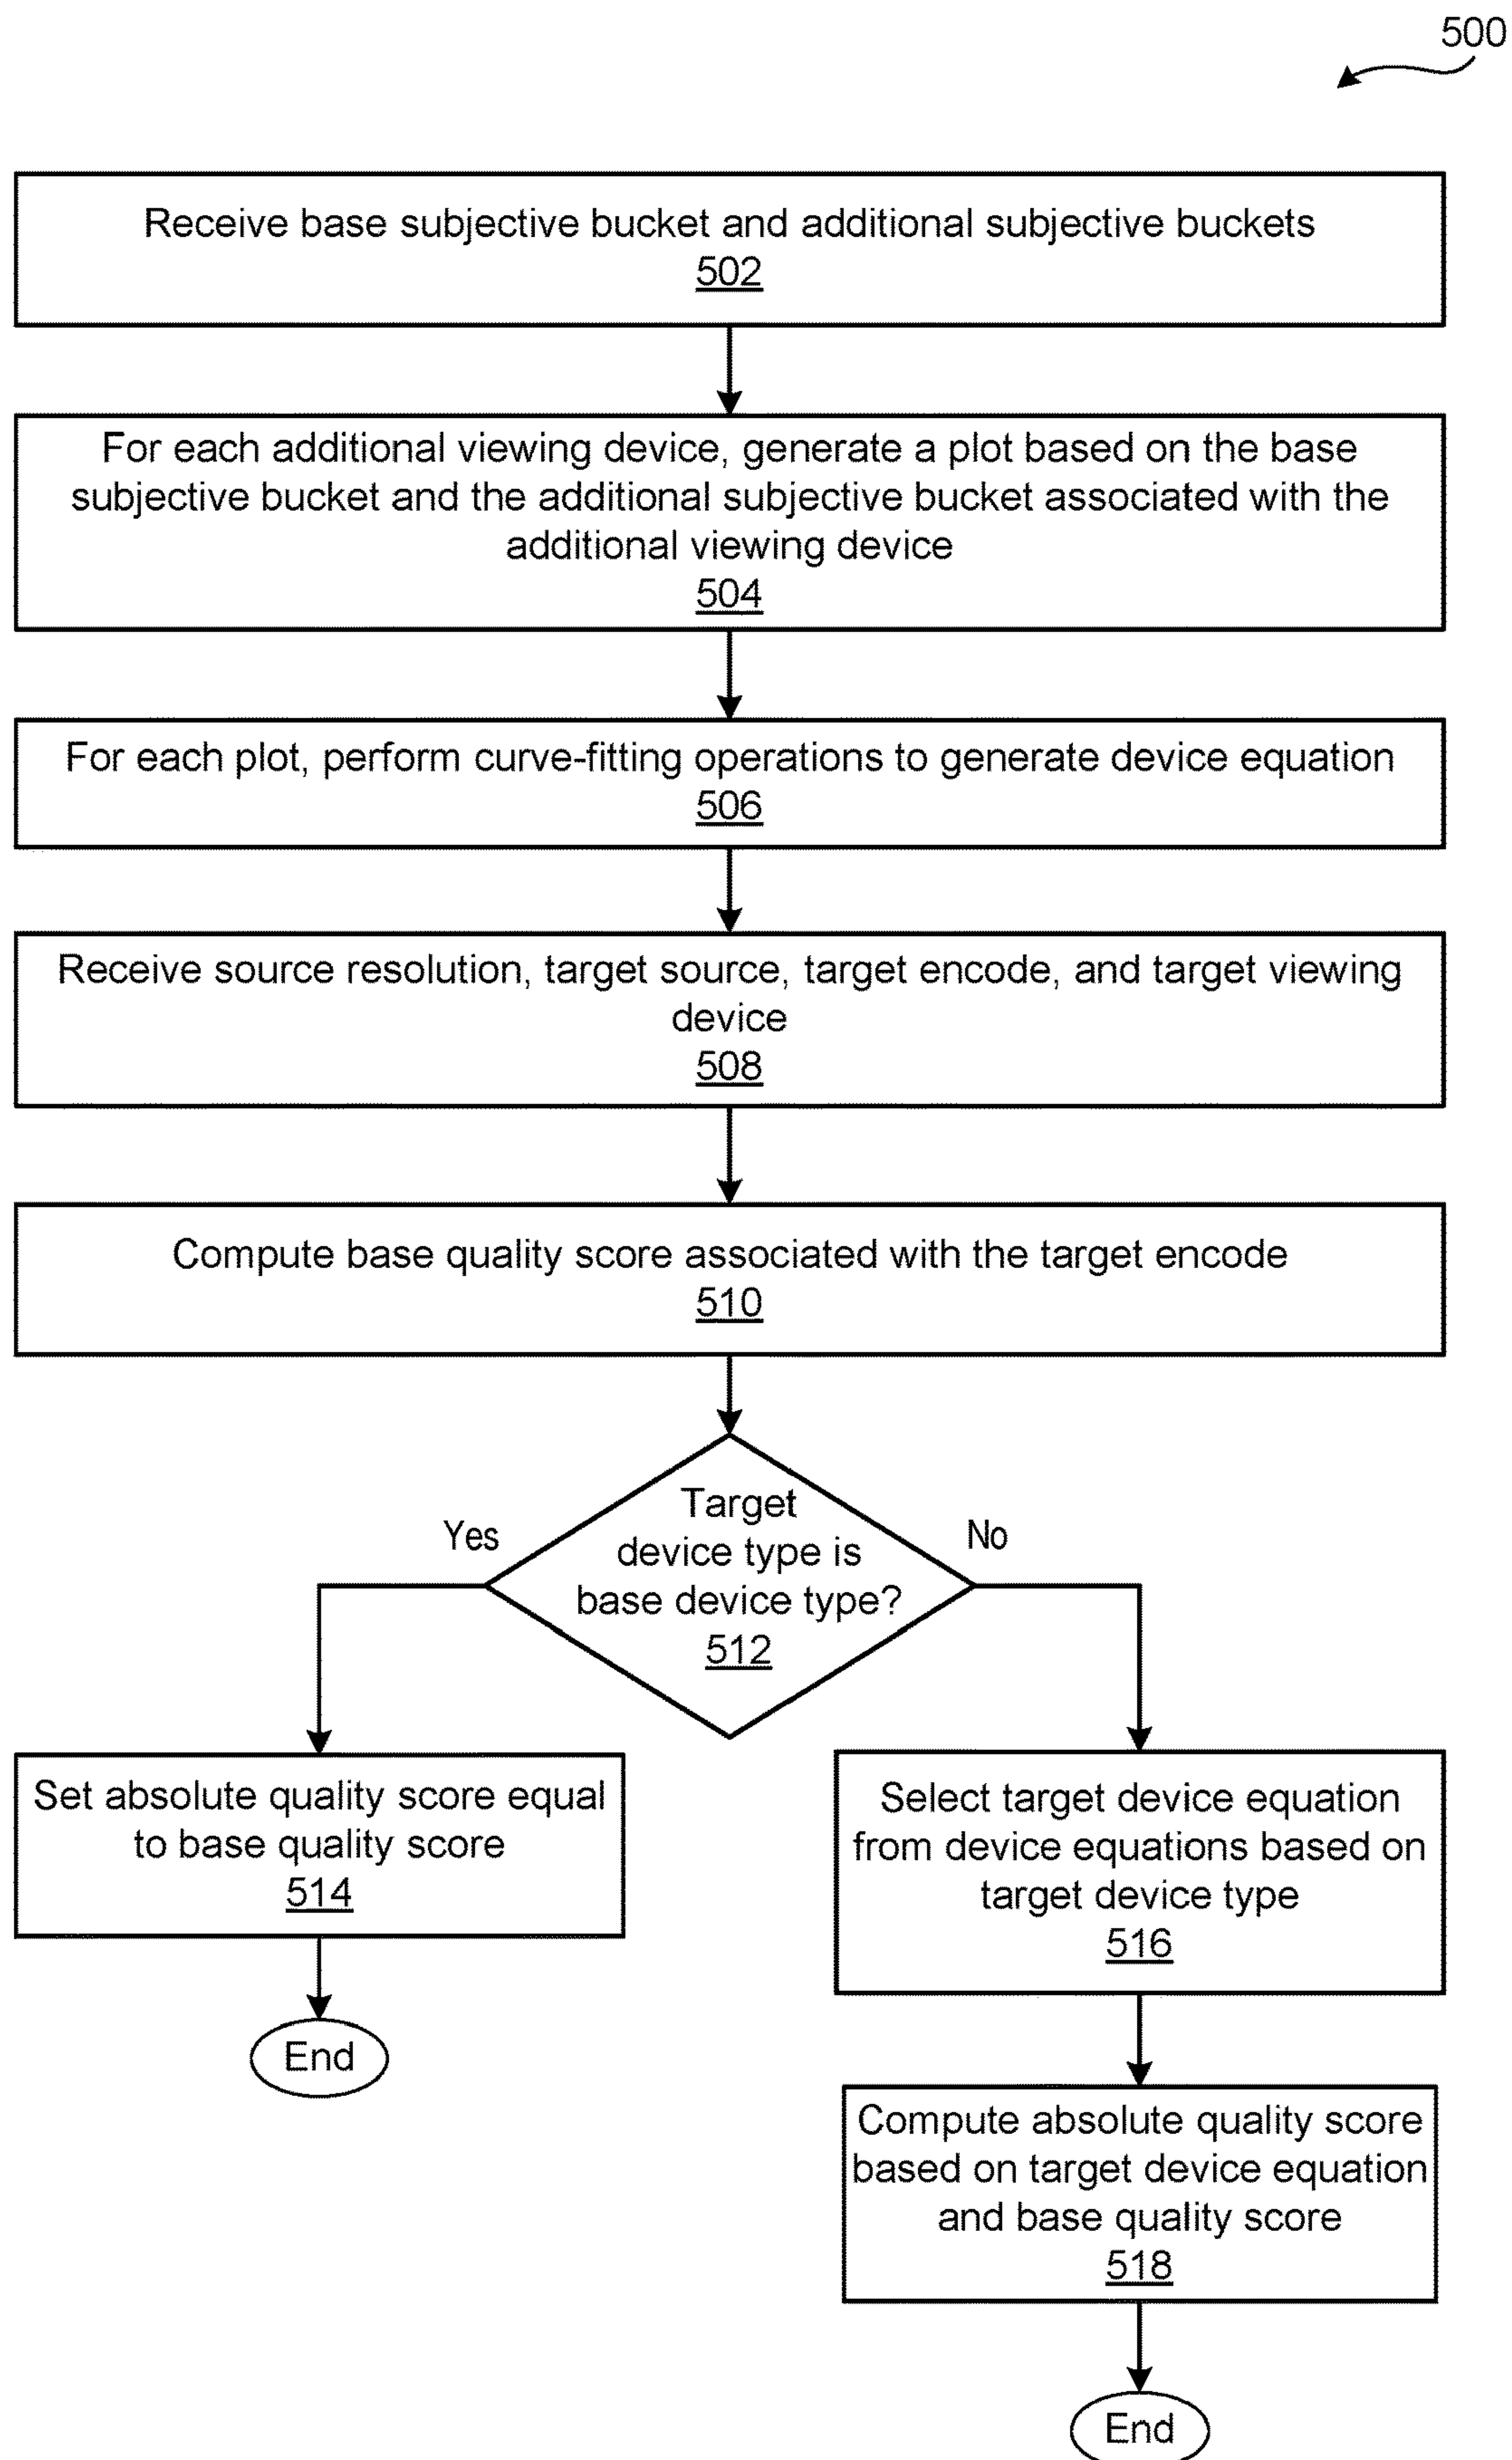 500
Receive base subjective bucket and additional subjective buckets
502
For each additional viewing device, generate a plot based on the base
subjective bucket and the additional subjective bucket associated with the
additional viewing device
504
For each plot, perform curve-fitting operations to generate device equation
506
Receive source resolution, target source, target encode, and target viewing
device
508
Compute base quality score associated with the target encode
510
Target
device type is
base device type?
512
Yes
No
Set absolute quality score equal
to base quality score
514
End
Select target device equation
from device equations based on
target device type
516
Compute absolute quality score
based on target device equation
and base quality score
518
End